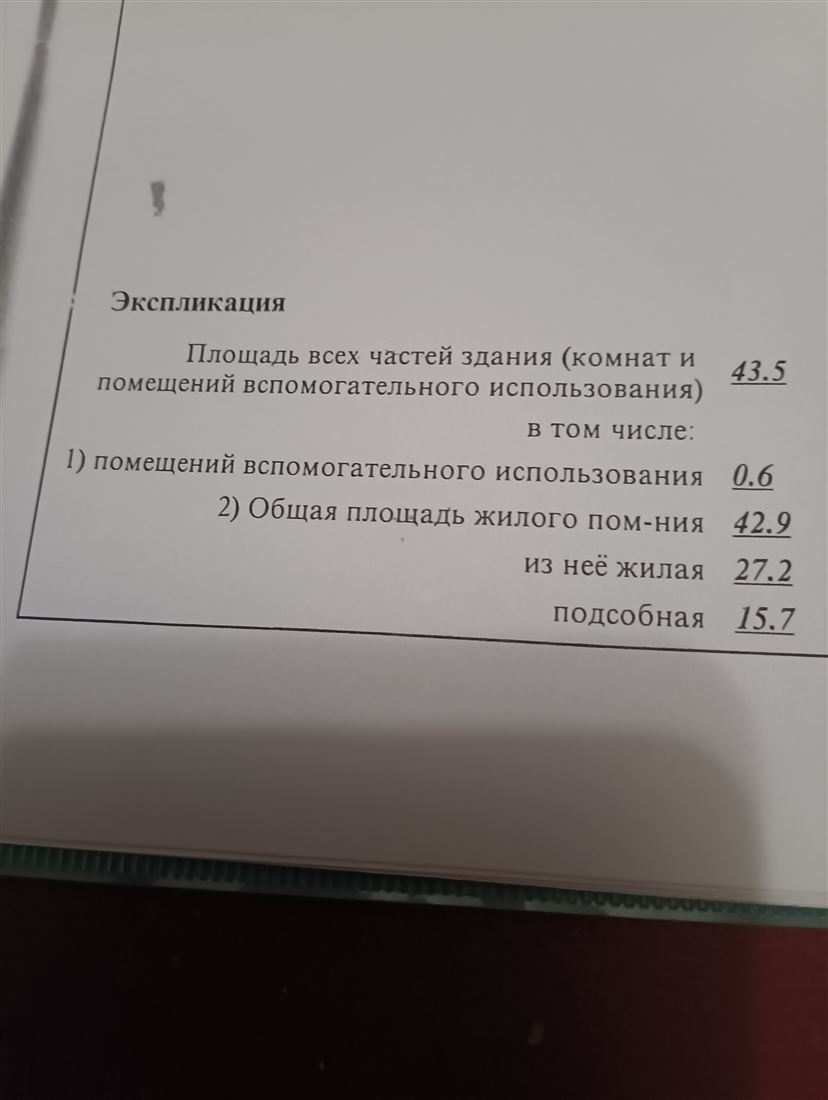 Экспликация
Площадь всех частей здания (комнат и
помещений вспомогательного использования) 43.5
в том числе:
1) помещений вспомогательного использования 0.6
2) Общая площадь жилого пом-ния 42.9
из неё жилая 27.2
подсобная 15.7